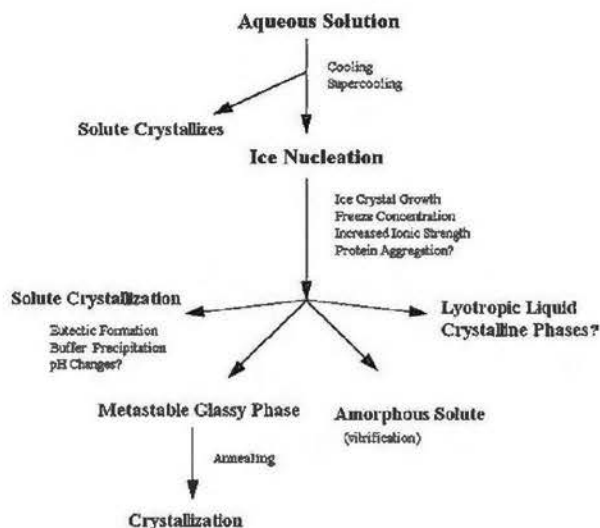 Aqueous Solution
Cooling
Supercooling
Solute Crystallizes
Ice Nucleation
Ice Crystal Growth
Freeze Concentration
Increased Ionic Strength
Protein Aggregation?
Solute Crystallization
Eutectic Formation
Buffer Precipitation
pH Changes?
Lyotropic Liquid
Crystalline Phases?
Metastable Glassy Phase
Amorphous Solute
(vitrification)
Annealing
Crystallization